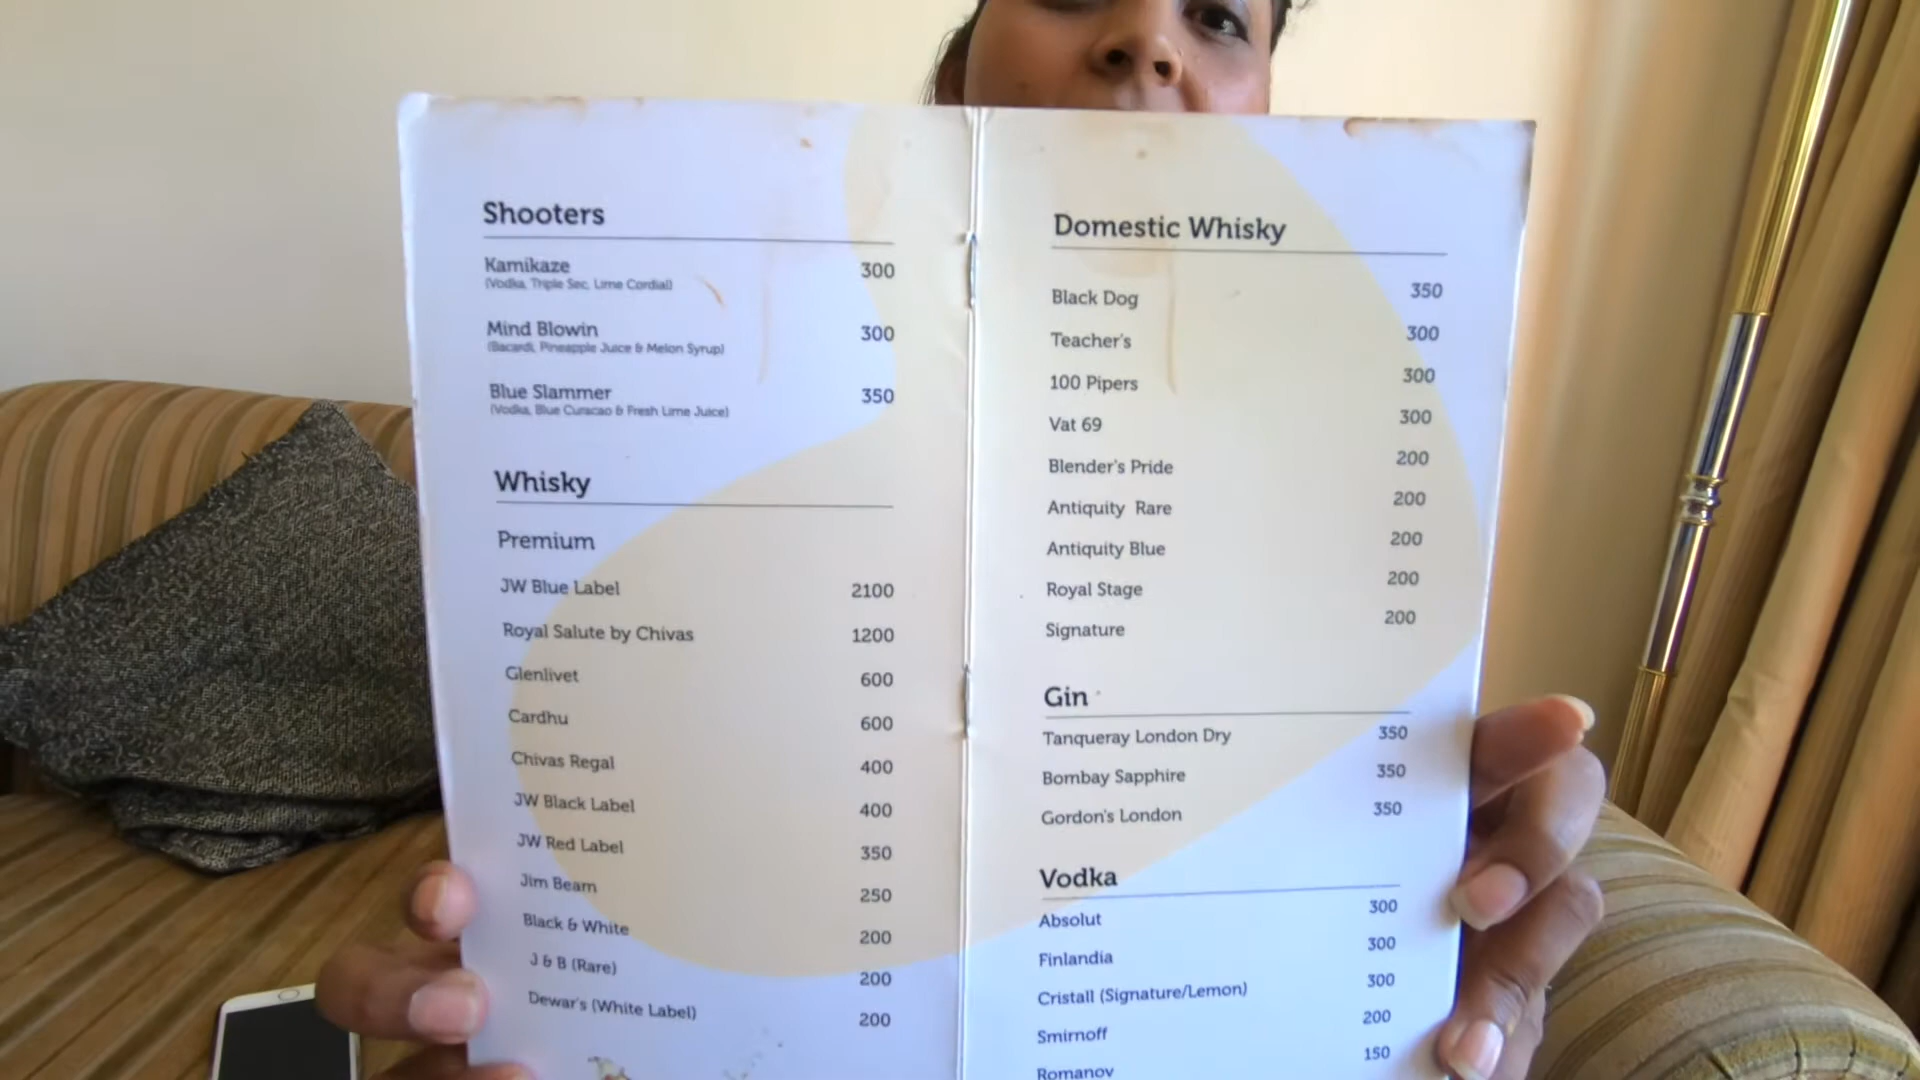 Shooters
Kamikaze 300
(Vodka, Triple Sec, Lime Cordial)
Mind Blowin 300
(Bacardi, Pineapple Juice & Melon Syrup)
Blue Slammer 350
(Vodka, Blue Curacao & Fresh Lime Juice)
Whisky
Premium
JW Blue Label 2100
Royal Salute by Chivas 1200
Glenlivet 600
Cardhu 600
Chivas Regal 400
JW Black Label 400
JW Red Label 350
Jim Beam 250
Black & White 200
J & B (Rare) 200
Dewar's (White Label) 200
Domestic Whisky
Black Dog 350
Teacher's 300
100 Pipers 300
Vat 69 300
Blender's Pride 200
Antiquity Rare 200
Antiquity Blue 200
Royal Stage 200
Signature 200
Gin
Tanqueray London Dry 350
Bombay Sapphire 350
Gordon's London 350
Vodka
Absolut 300
Finlandia 300
Cristall (Signature/Lemon) 300
Smirnoff 200
Romanov 150